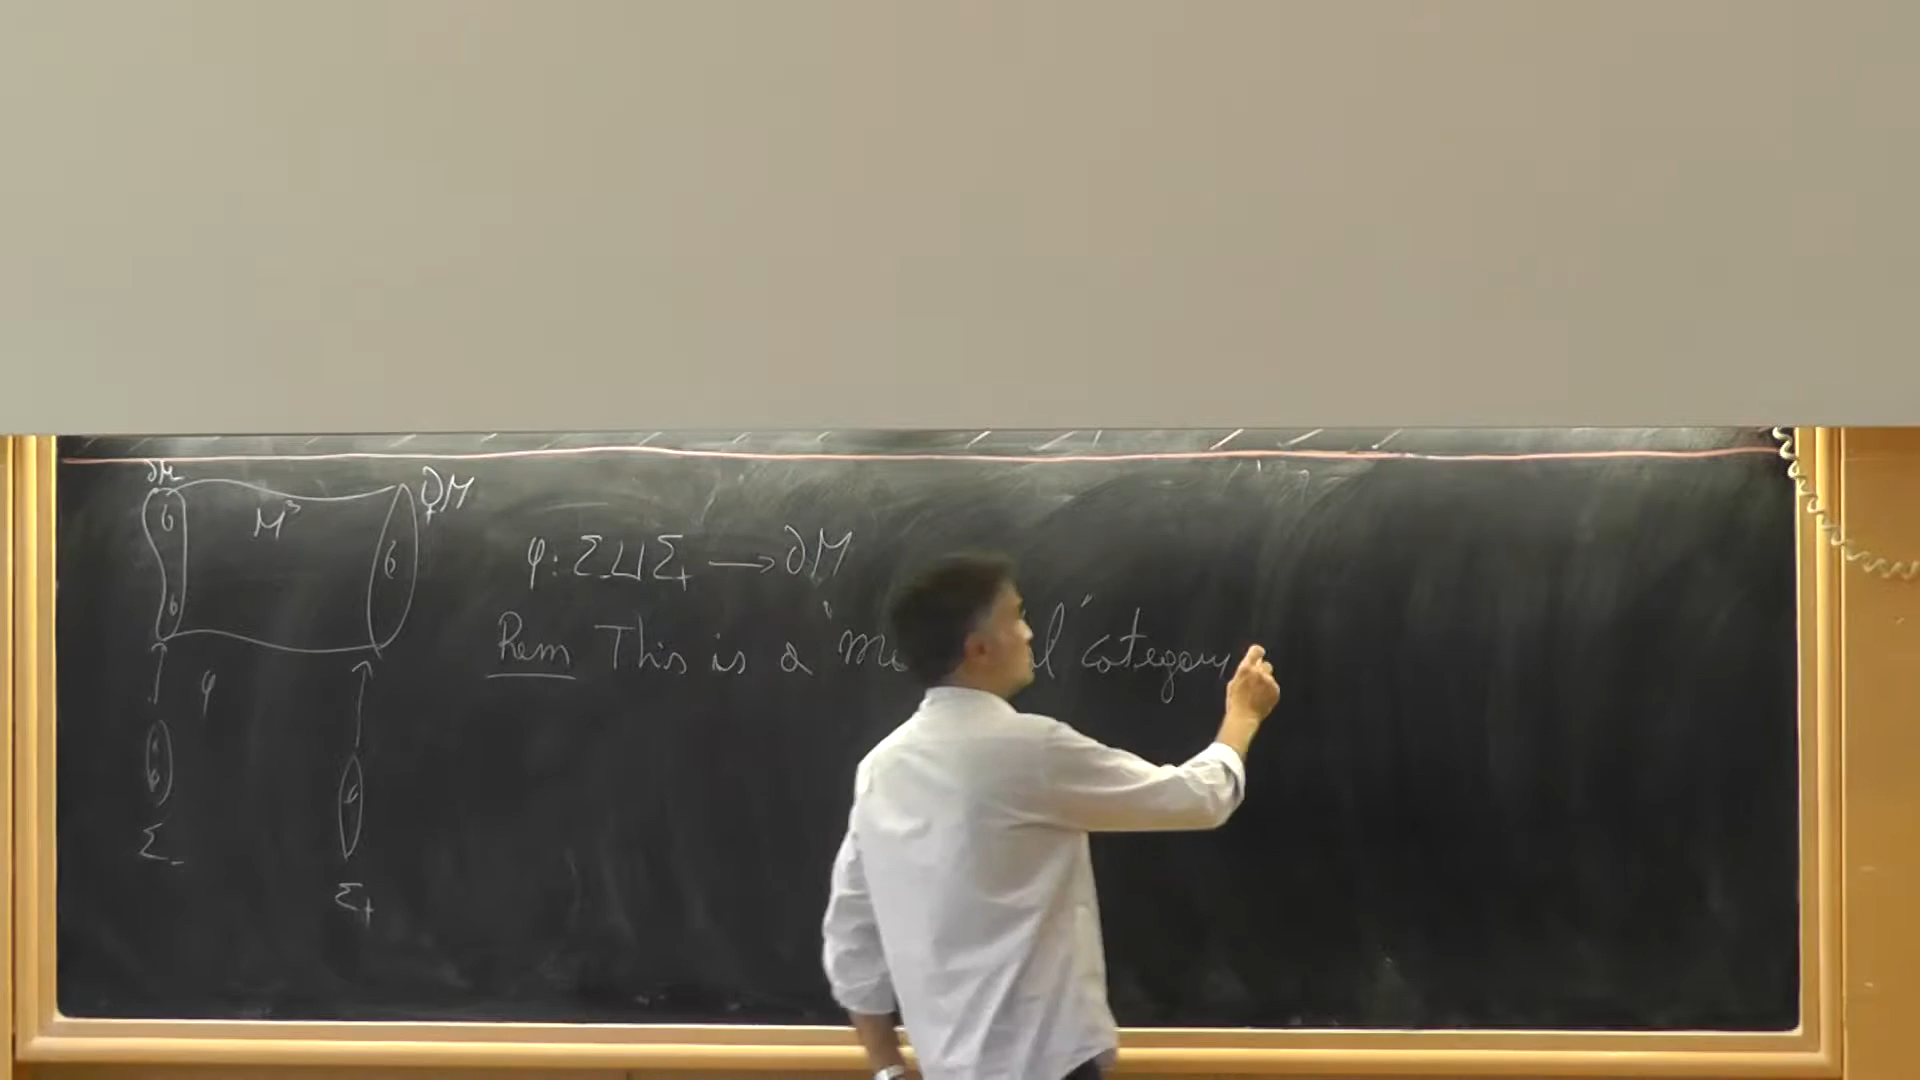 ∂M
M³
∂₊M
φ: Σ₋⊔Σ₊ → ∂M
Rem This is a " " category
φ
Σ₋
Σ₊